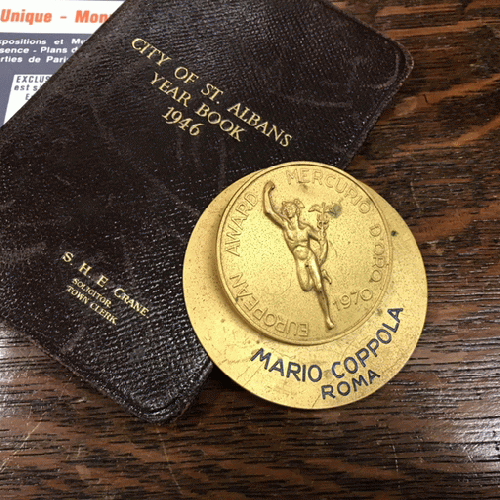 Unique - Mon
xpositions et M
sence - Plans d
rties de Paris
EXCLUS
est s
CITY OF ST. ALBANS
YEAR BOOK
1946
S. H. E. CRANE
SOLICITOR
TOWN CLERK
EUROPEAN AWARD MERCURIO D'ORO
1970
MARIO COPPOLA
ROMA